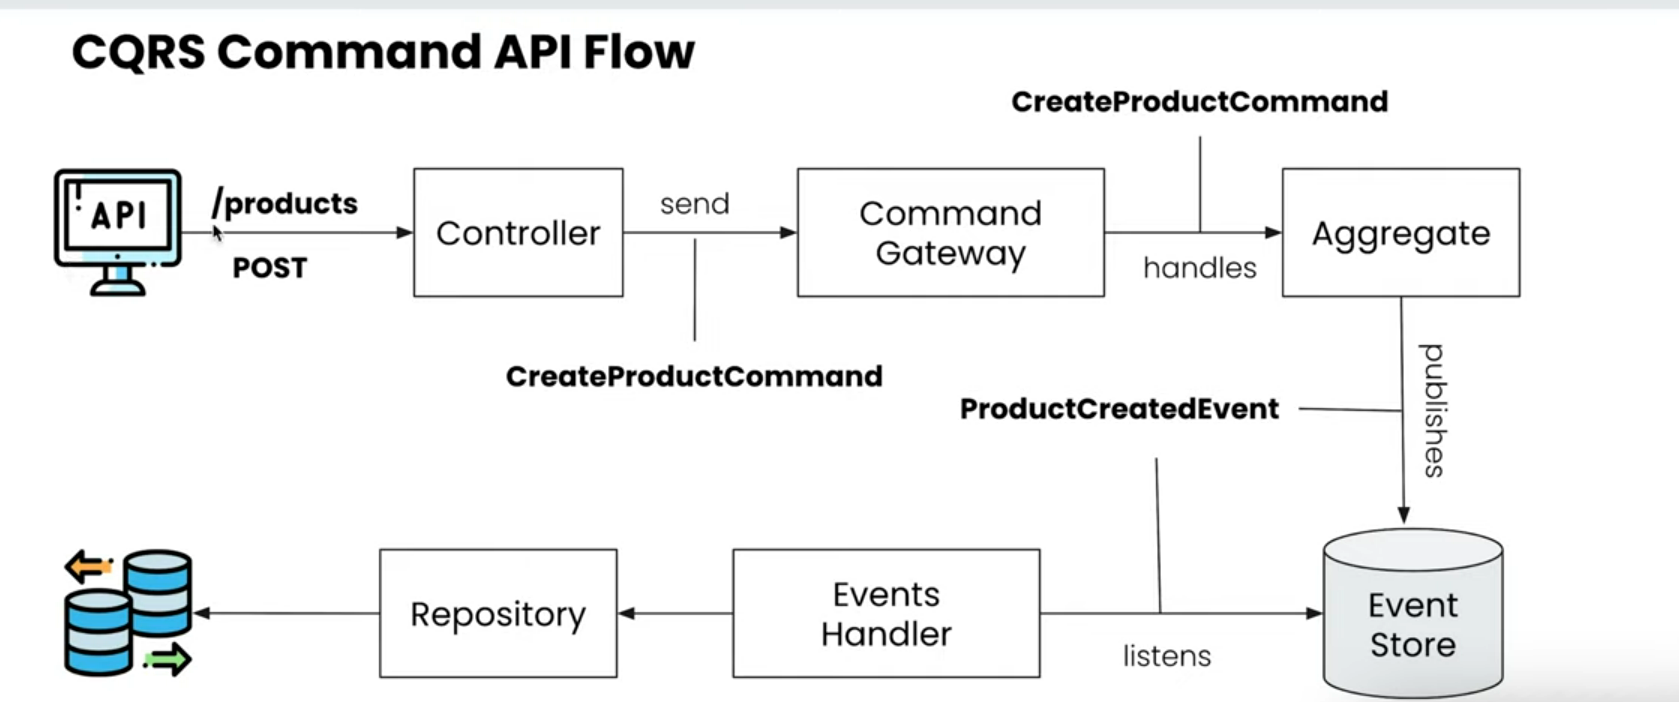 CQRS Command API Flow
CreateProductCommand
API
/products
POST
Controller
send
Command
Gateway
handles
Aggregate
CreateProductCommand
ProductCreatedEvent
publishes
Repository
Events
Handler
listens
Event
Store